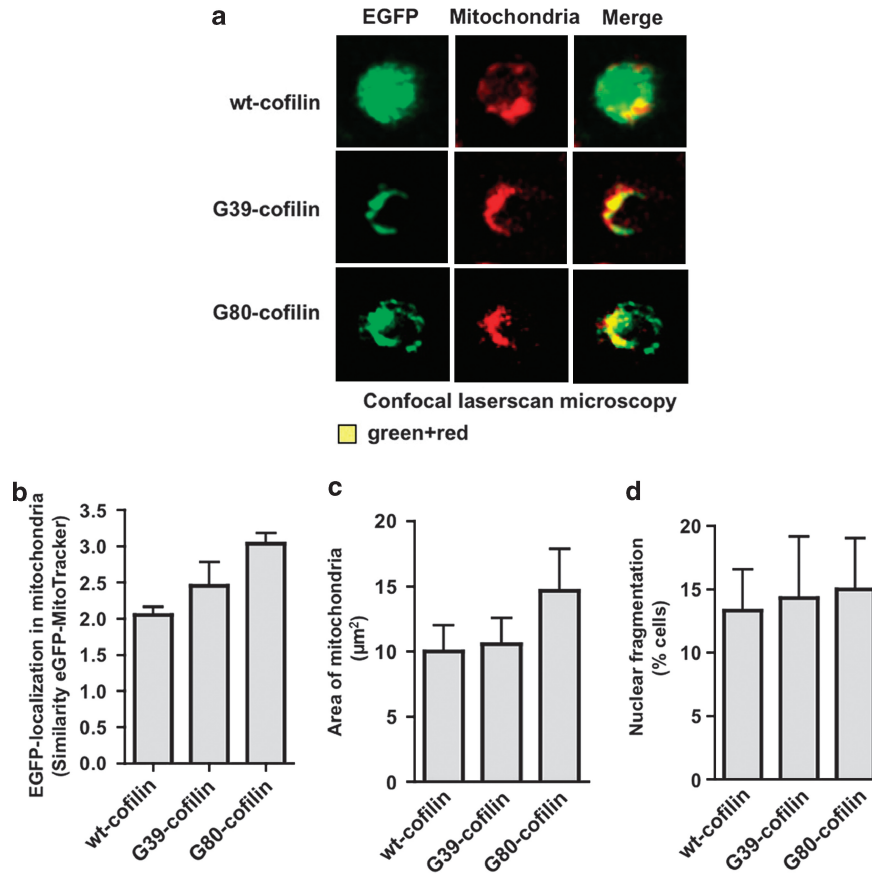 a
EGFP Mitochondria Merge
wt-cofilin
G39-cofilin
G80-cofilin
Confocal laserscan microscopy
green+red
b
EGFP-localization in mitochondria
(Similarity eGFP-MitoTracker)
3.5
3.0
2.5
2.0
1.5
1.0
0.5
0.0
wt-cofilin
G39-cofilin
G80-cofilin
c
Area of mitochondria
(µm²)
20
15
10
5
0
wt-cofilin
G39-cofilin
G80-cofilin
d
Nuclear fragmentation
(% cells)
20
15
10
5
0
wt-cofilin
G39-cofilin
G80-cofilin